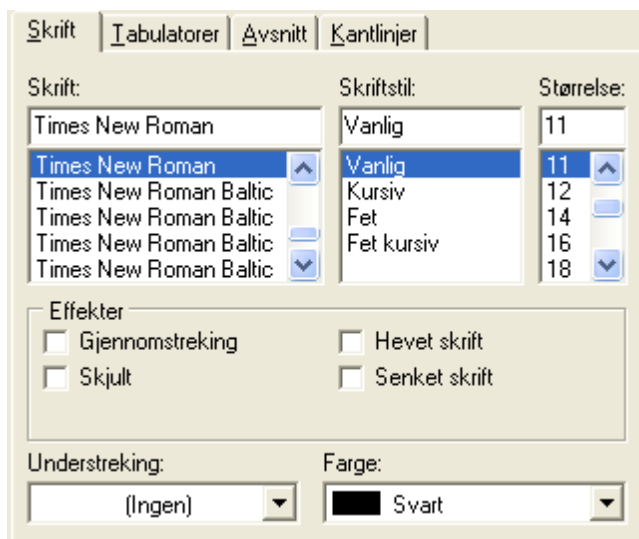 Skrift Tabulatorer Avsnitt Kantlinjer
Skrift: Skriftstil: Størrelse:
Times New Roman Vanlig 11
Times New Roman Vanlig 11
Times New Roman Baltic Kursiv 12
Times New Roman Baltic Fet 14
Times New Roman Baltic Fet kursiv 16
Times New Roman Baltic 18
Effekter
Gjennomstreking Hevet skrift
Skjult Senket skrift
Understreking: Farge:
(Ingen) Svart